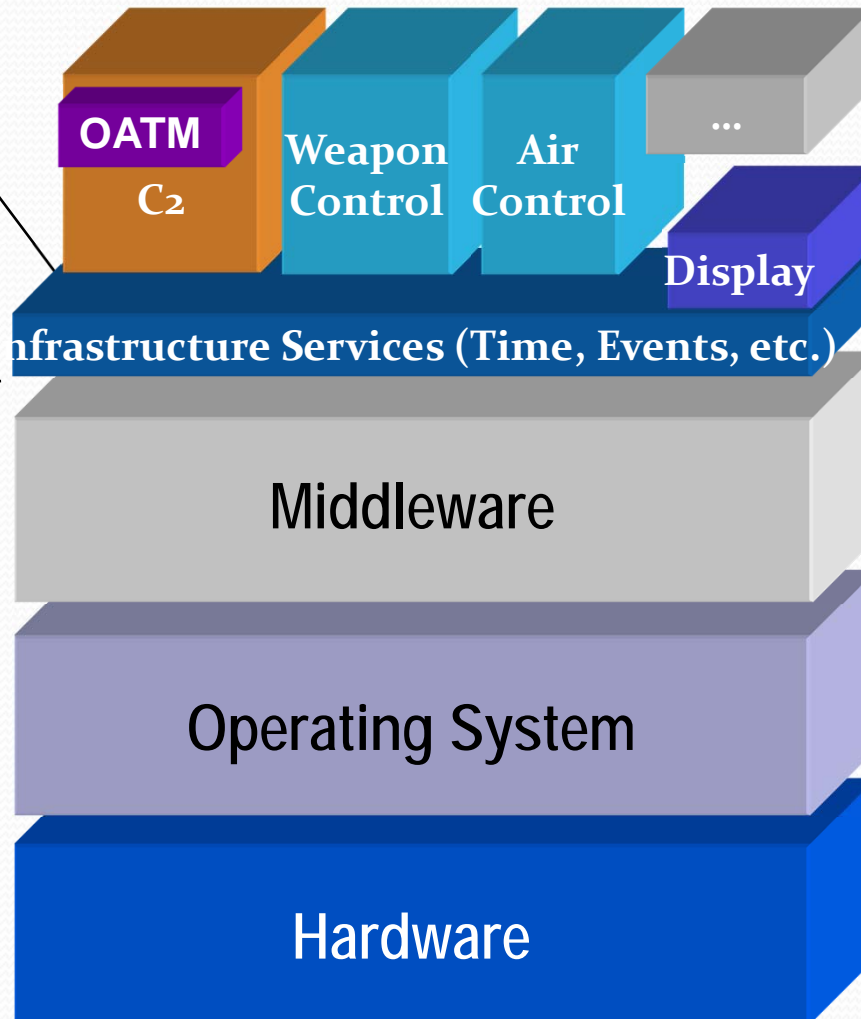 OATM
C2
Weapon
Control
Air
Control
...
Display
nfrastructure Services (Time, Events, etc.)
Middleware
Operating System
Hardware